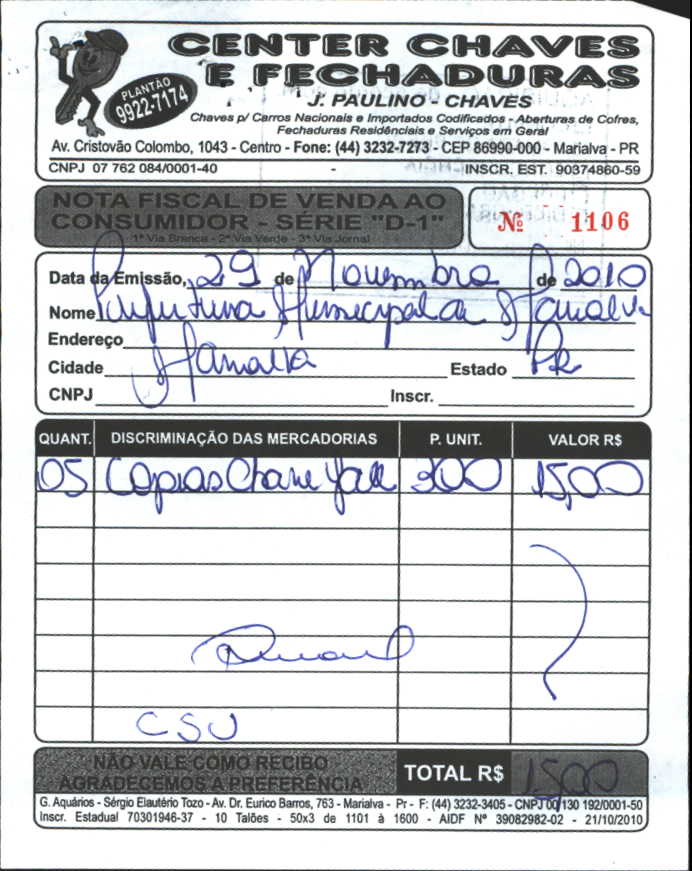 CENTER CHAVES
E FECHADURAS
PLANTÃO
9922-7174
J. PAULINO - CHAVES
Chaves p/ Carros Nacionais e Importados Codificados - Aberturas de Cofres,
Fechaduras Residênciais e Serviços em Geral
Av. Cristovão Colombo, 1043 - Centro - Fone: (44) 3232-7273 - CEP 86990-000 - Marialva - PR
CNPJ 07 762 084/0001-40 - INSCR. EST. 90374860-59
NOTA FISCAL DE VENDA AO
CONSUMIDOR - SÉRIE "D-1"
1ª Via Branca - 2ª Via Verde - 3ª Via Jornal
Nº 1106
Data da Emissão, 29 de Novembro de 2010
Nome Prefeitura Municipal de Marialva
Endereço
Cidade Marialva Estado PR
CNPJ Inscr.
QUANT. DISCRIMINAÇÃO DAS MERCADORIAS P. UNIT. VALOR R$
05 Copias Chave Yale 300 15,00
CSU
NÃO VALE COMO RECIBO
AGRADECEMOS A PREFERÊNCIA
TOTAL R$ 15,00
G. Aquários - Sérgio Elautério Tozo - Av. Dr. Eurico Barros, 763 - Marialva - Pr - F: (44) 3232-3405 - CNPJ 00 130 192/0001-50
Inscr. Estadual 70301946-37 - 10 Talões - 50x3 de 1101 à 1600 - AIDF Nº 39082982-02 - 21/10/2010